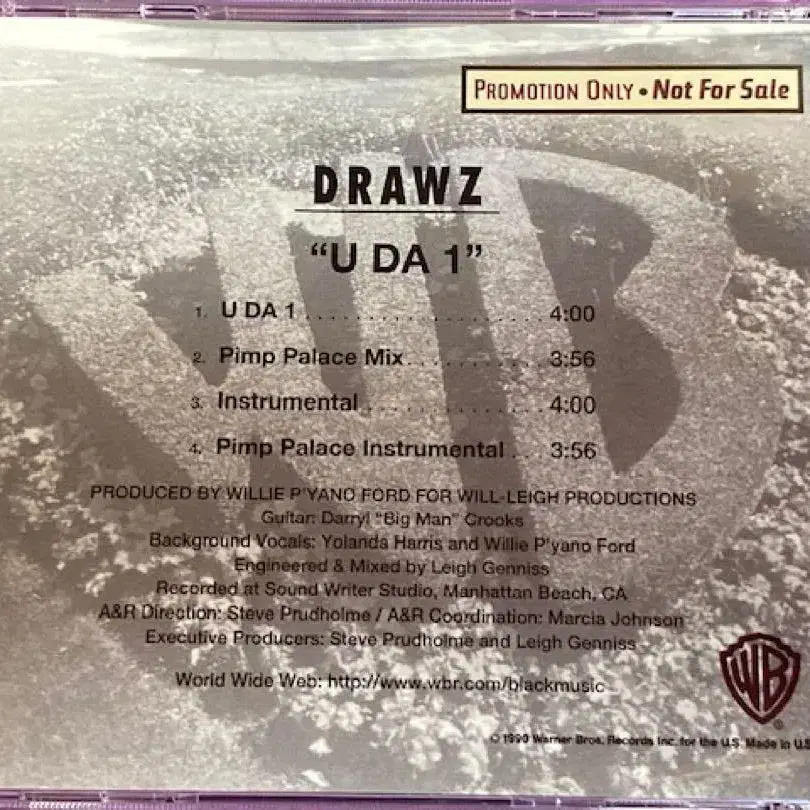 PROMOTION ONLY • Not For Sale
DRAWZ
“U DA 1”
1. U DA 1 . . . . . . . . . . . . . . . . . . . 4:00
2. Pimp Palace Mix . . . . . . . . . . . 3:56
3. Instrumental . . . . . . . . . . . . . . 4:00
4. Pimp Palace Instrumental . . 3:56
PRODUCED BY WILLIE P'YANO FORD FOR WILL-LEIGH PRODUCTIONS
Guitar: Darryl “Big Man” Crooks
Background Vocals: Yolanda Harris and Willie P'yano Ford
Engineered & Mixed by Leigh Genniss
Recorded at Sound Writer Studio, Manhattan Beach, CA
A&R Direction: Steve Prudholme / A&R Coordination: Marcia Johnson
Executive Producers: Steve Prudholme and Leigh Genniss
World Wide Web: http://www.wbr.com/blackmusic
WB
© Warner Bros. Records Inc. for the U.S. Made in U.S